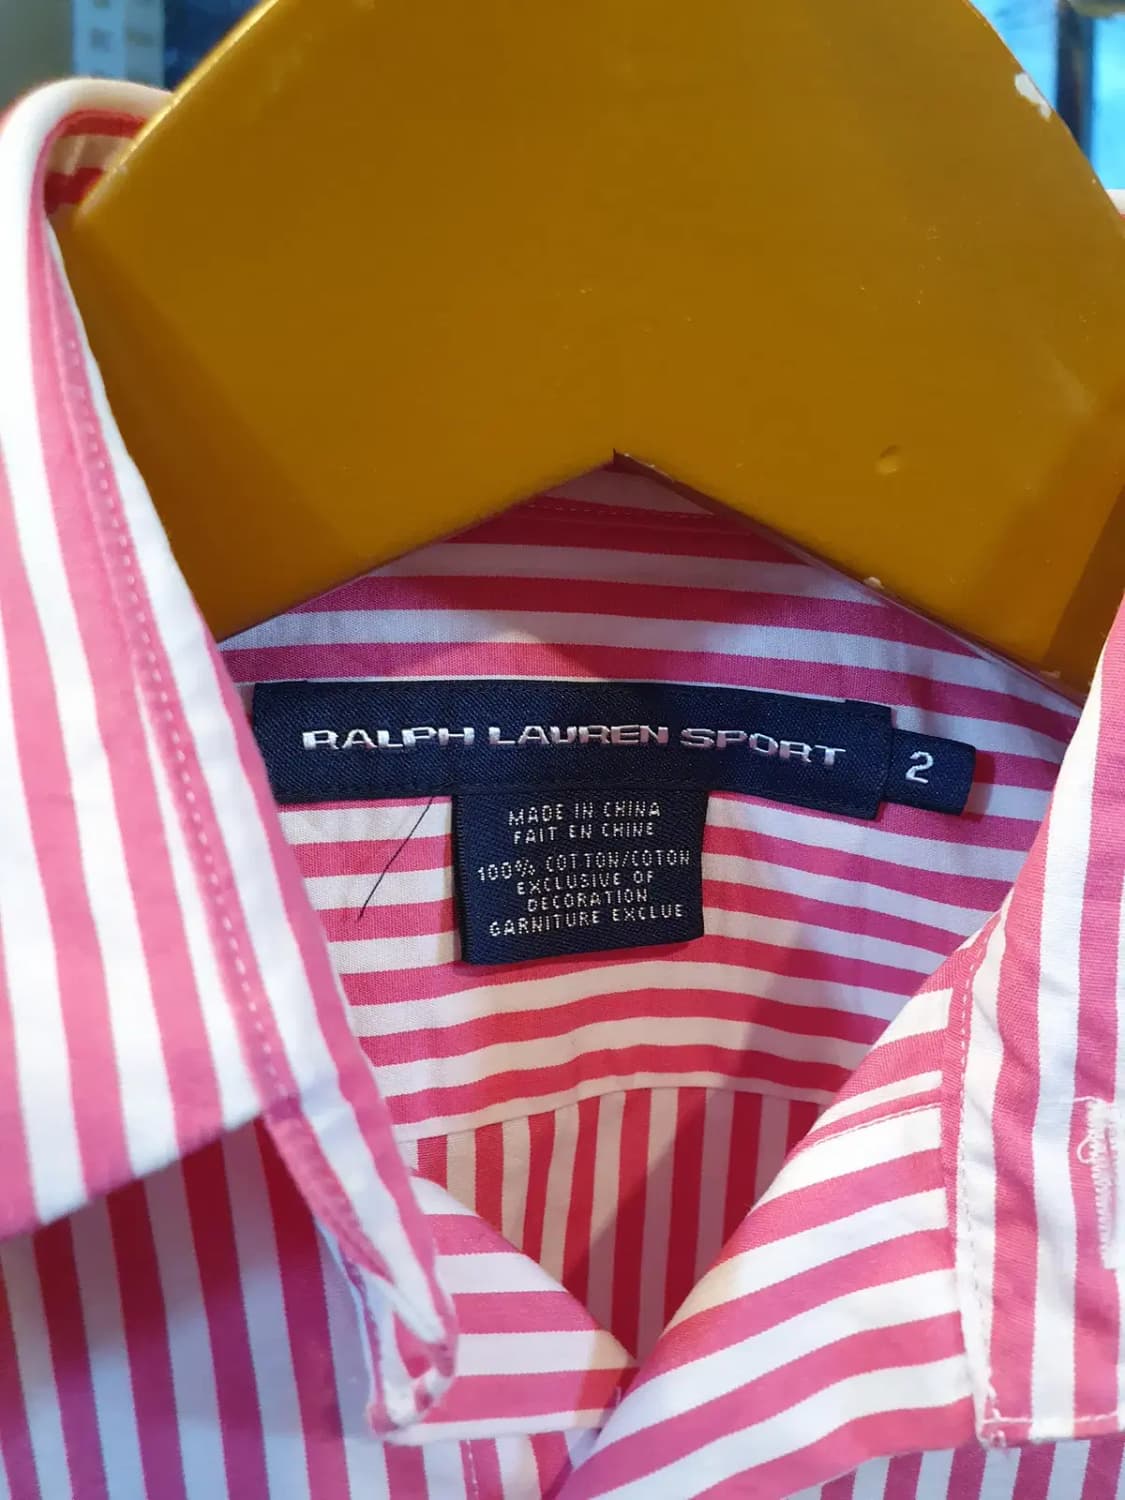 RALPH LAUREN SPORT
2
MADE IN CHINA
FAIT EN CHINE
100% COTTON/COTON
EXCLUSIVE OF
DECORATION
GARNITURE EXCLUE